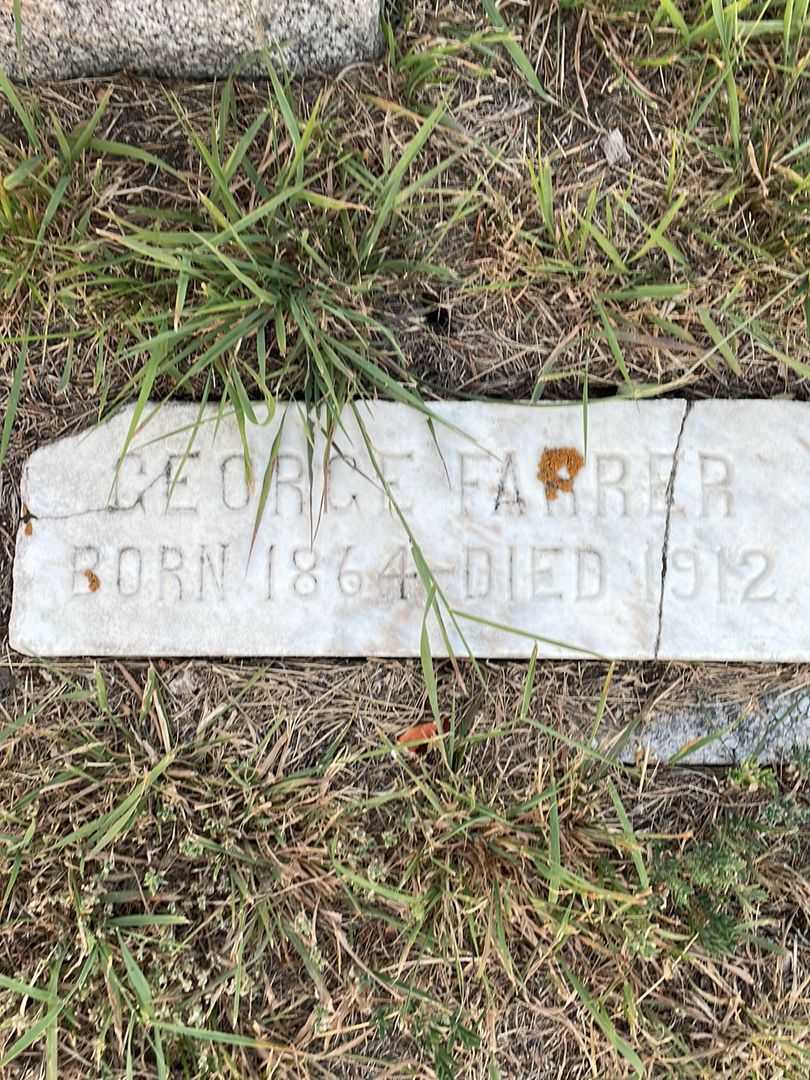 GEORGE FARRER
BORN 1864-DIED 1912.